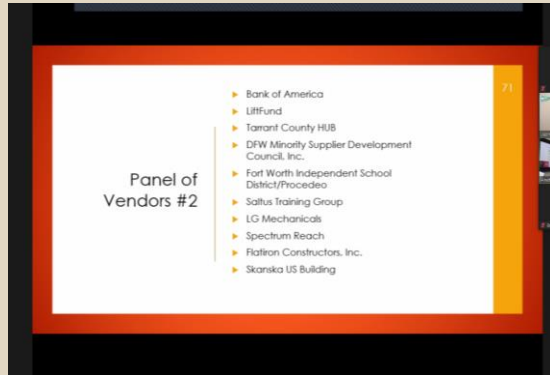 71
Panel of
Vendors #2
Bank of America
LiftFund
Tarrant County HUB
DFW Minority Supplier Development
Council, Inc.
Fort Worth Independent School
District/Procedeo
Saltus Training Group
LG Mechanicals
Spectrum Reach
Flatiron Constructors, Inc.
Skanska US Building